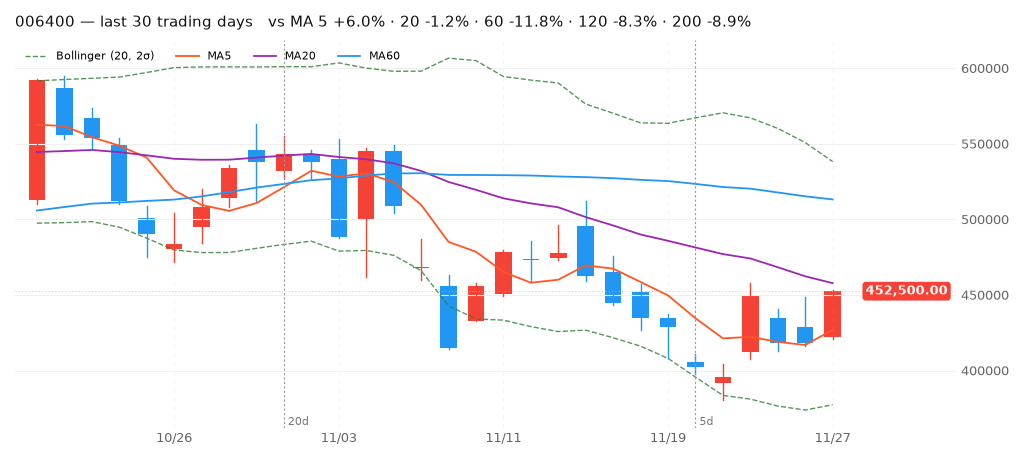 006400 — last 30 trading days   vs MA 5 +6.0% · 20 -1.2% · 60 -11.8% · 120 -8.3% · 200 -8.9%
Bollinger (20, 2σ)   MA5   MA20   MA60
600000
550000
500000
452,500.00
450000
400000
20d   5d
10/26   11/03   11/11   11/19   11/27